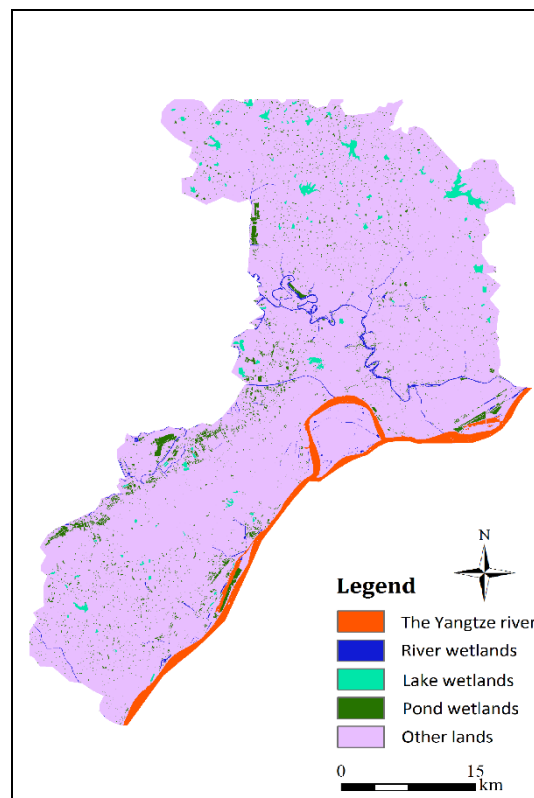 N
Legend
The Yangtze river
River wetlands
Lake wetlands
Pond wetlands
Other lands
0 15
km